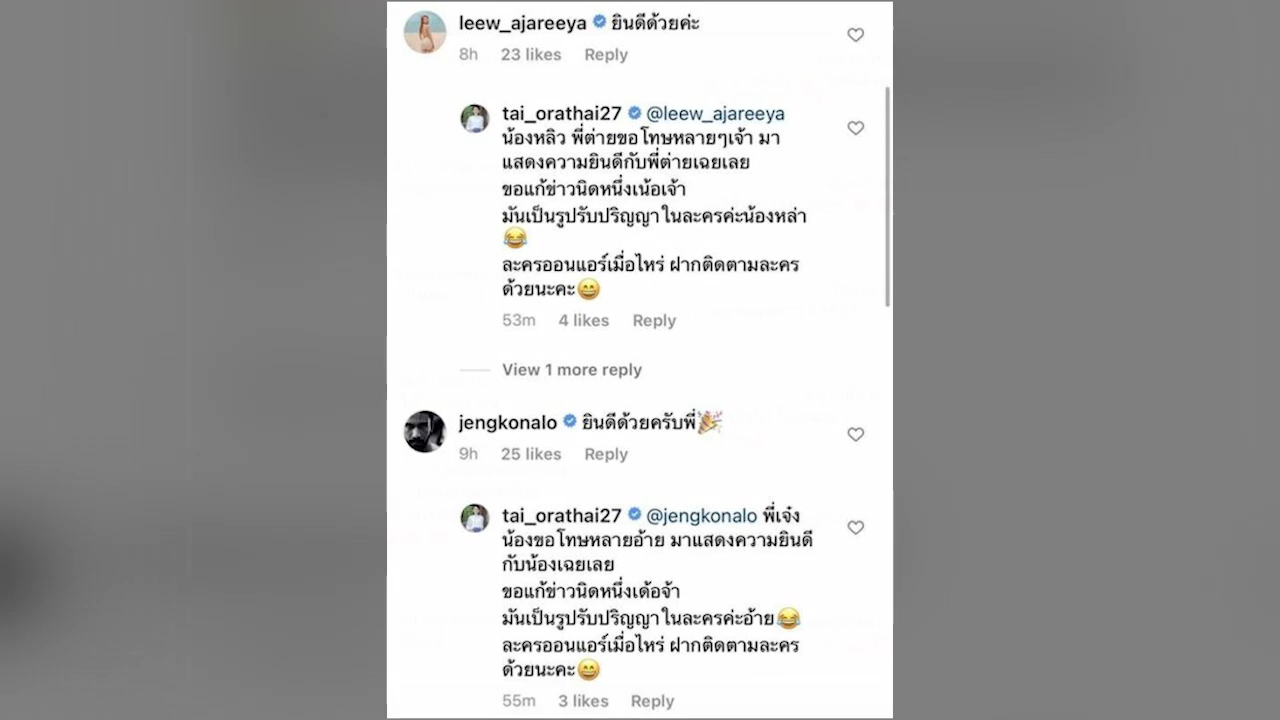 leew_ajareeya ยินดีด้วยค่ะ
8h 23 likes Reply
tai_orathai27 @leew_ajareeya
น้องหลิว พี่ต่ายขอโทษหลายๆเจ้า มา
แสดงความยินดีกับพี่ต่ายเฉยเลย
ขอแก้ข่าวนิดหนึ่งเน้อเจ้า
มันเป็นรูปรับปริญญาในละครค่ะน้องหล่า
😂
ละครออนแอร์เมื่อไหร่ ฝากติดตามละคร
ด้วยนะคะ😄
53m 4 likes Reply
View 1 more reply
jengkonalo ยินดีด้วยครับพี่🎉
9h 25 likes Reply
tai_orathai27 @jengkonalo พี่เจ๋ง
น้องขอโทษหลายอ้าย มาแสดงความยินดี
กับน้องเฉยเลย
ขอแก้ข่าวนิดหนึ่งเด้อจ้า
มันเป็นรูปรับปริญญาในละครค่ะอ้าย😂
ละครออนแอร์เมื่อไหร่ ฝากติดตามละคร
ด้วยนะคะ😄
55m 3 likes Reply